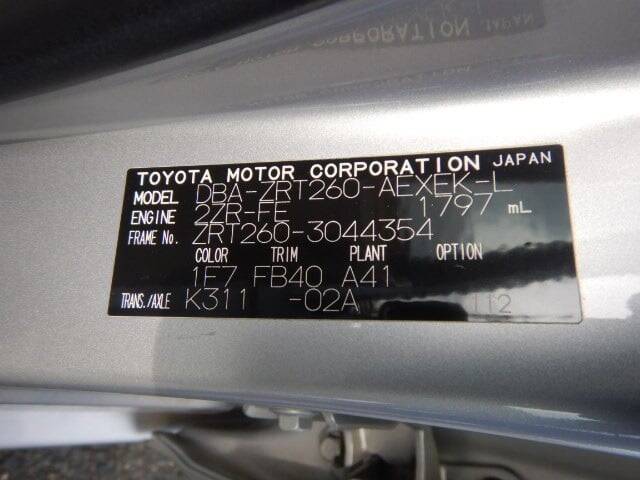 TOYOTA MOTOR CORPORATION JAPAN
MODEL DBA-ZRT260-AEXEK-L
ENGINE 2ZR-FE 1797 mL
FRAME No. ZRT260-3044354
COLOR TRIM PLANT OPTION
1F7 FB40 A41
TRANS./AXLE K311 -02A 112